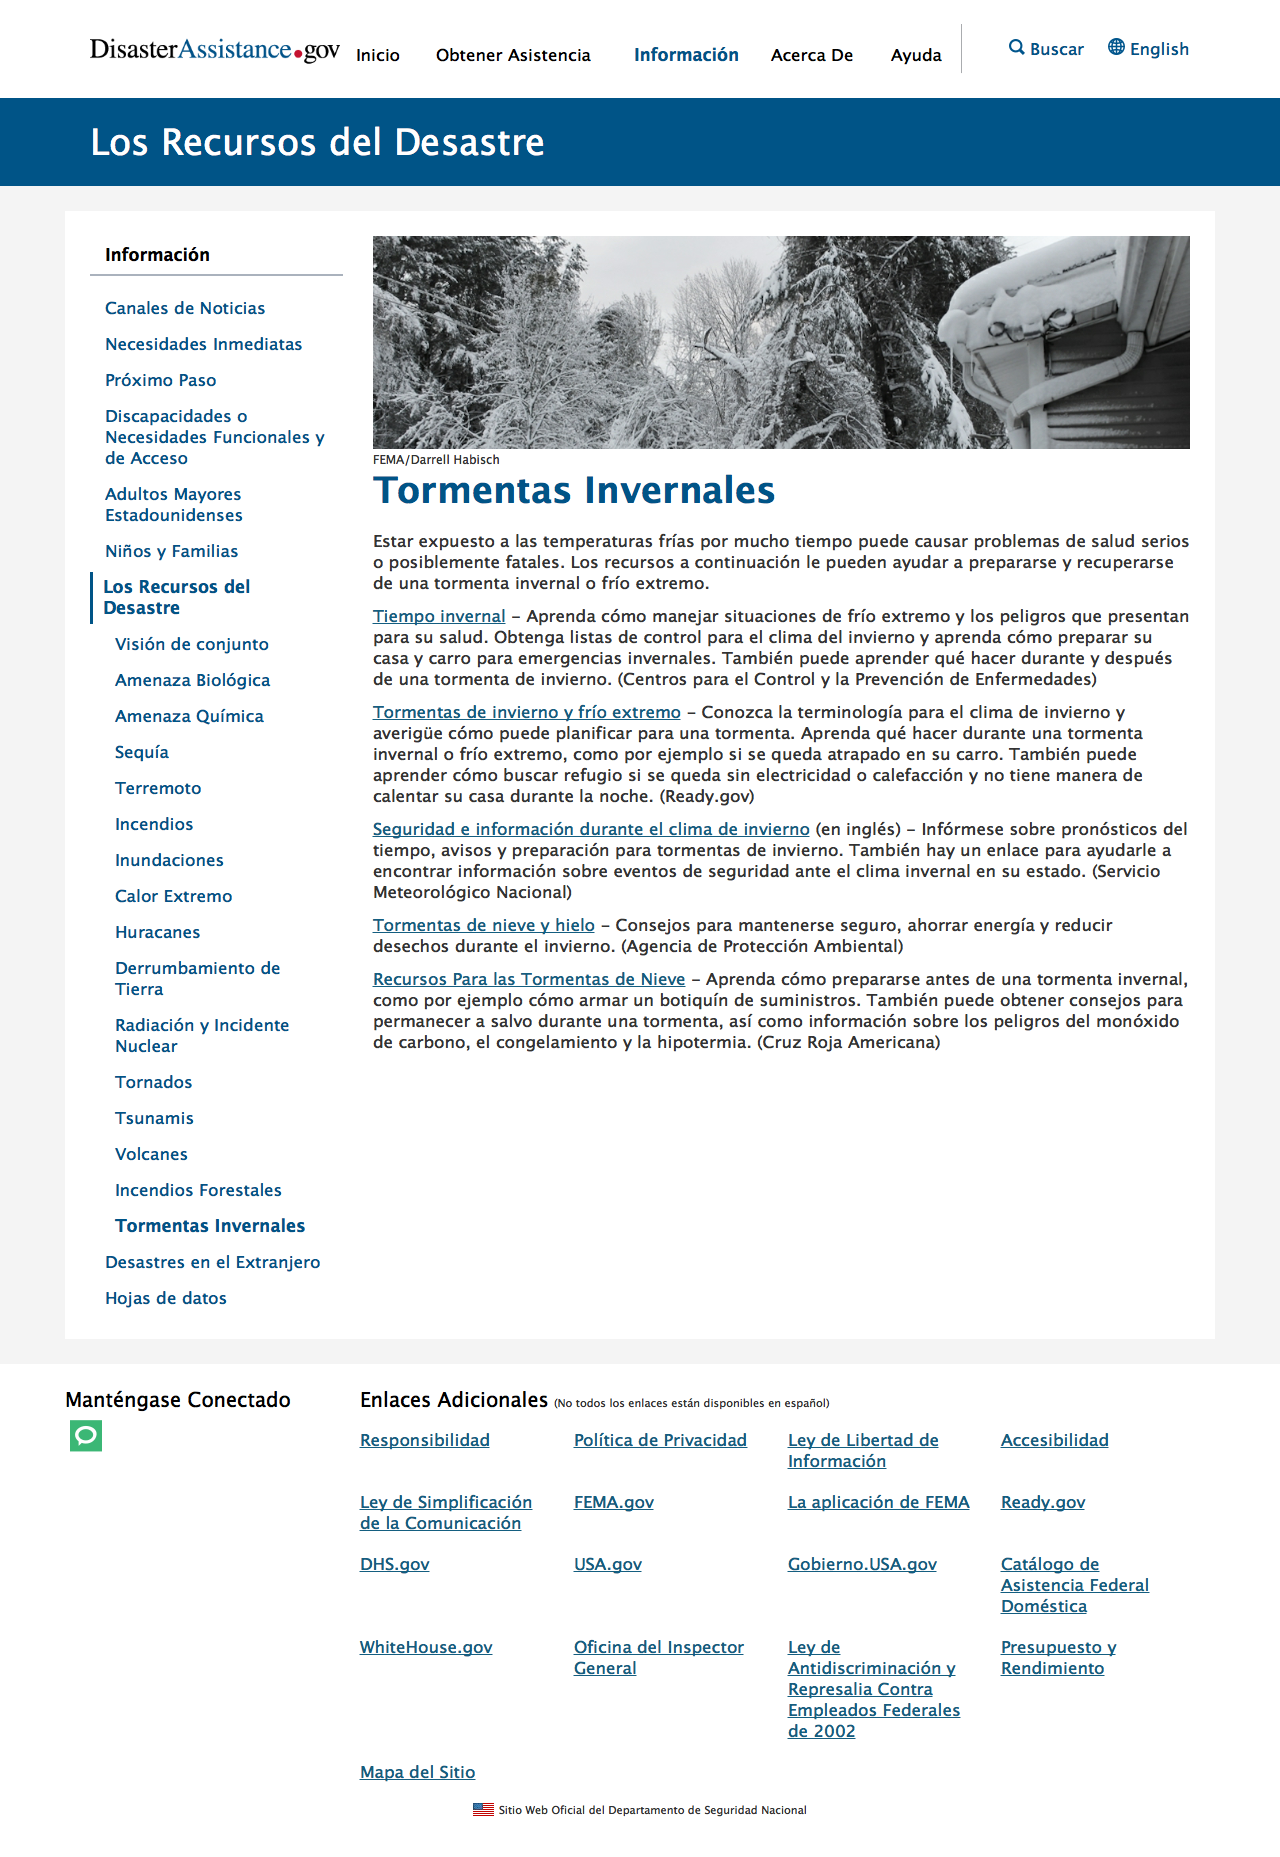 DisasterAssistance.gov
Inicio
Obtener Asistencia
Información
Acerca De
Ayuda
Buscar
English
Los Recursos del Desastre
Información
Canales de Noticias
Necesidades Inmediatas
Próximo Paso
Discapacidades o
Necesidades Funcionales y
de Acceso
Adultos Mayores
Estadounidenses
Niños y Familias
Los Recursos del
Desastre
Visión de conjunto
Amenaza Biológica
Amenaza Química
Sequía
Terremoto
Incendios
Inundaciones
Calor Extremo
Huracanes
Derrumbamiento de
Tierra
Radiación y Incidente
Nuclear
Tornados
Tsunamis
Volcanes
Incendios Forestales
Tormentas Invernales
Desastres en el Extranjero
Hojas de datos
FEMA/Darrell Habisch
Tormentas Invernales
Estar expuesto a las temperaturas frías por mucho tiempo puede causar problemas de salud serios
o posiblemente fatales. Los recursos a continuación le pueden ayudar a prepararse y recuperarse
de una tormenta invernal o frío extremo.
Tiempo invernal – Aprenda cómo manejar situaciones de frío extremo y los peligros que presentan
para su salud. Obtenga listas de control para el clima del invierno y aprenda cómo preparar su
casa y carro para emergencias invernales. También puede aprender qué hacer durante y después
de una tormenta de invierno. (Centros para el Control y la Prevención de Enfermedades)
Tormentas de invierno y frío extremo – Conozca la terminología para el clima de invierno y
averigüe cómo puede planificar para una tormenta. Aprenda qué hacer durante una tormenta
invernal o frío extremo, como por ejemplo si se queda atrapado en su carro. También puede
aprender cómo buscar refugio si se queda sin electricidad o calefacción y no tiene manera de
calentar su casa durante la noche. (Ready.gov)
Seguridad e información durante el clima de invierno (en inglés) – Infórmese sobre pronósticos del
tiempo, avisos y preparación para tormentas de invierno. También hay un enlace para ayudarle a
encontrar información sobre eventos de seguridad ante el clima invernal en su estado. (Servicio
Meteorológico Nacional)
Tormentas de nieve y hielo – Consejos para mantenerse seguro, ahorrar energía y reducir
desechos durante el invierno. (Agencia de Protección Ambiental)
Recursos Para las Tormentas de Nieve – Aprenda cómo prepararse antes de una tormenta invernal,
como por ejemplo cómo armar un botiquín de suministros. También puede obtener consejos para
permanecer a salvo durante una tormenta, así como información sobre los peligros del monóxido
de carbono, el congelamiento y la hipotermia. (Cruz Roja Americana)
Manténgase Conectado
Enlaces Adicionales (No todos los enlaces están disponibles en español)
Responsibilidad
Política de Privacidad
Ley de Libertad de
Información
Accesibilidad
Ley de Simplificación
de la Comunicación
FEMA.gov
La aplicación de FEMA
Ready.gov
DHS.gov
USA.gov
Gobierno.USA.gov
Catálogo de
Asistencia Federal
Doméstica
WhiteHouse.gov
Oficina del Inspector
General
Ley de
Antidiscriminación y
Represalia Contra
Empleados Federales
de 2002
Presupuesto y
Rendimiento
Mapa del Sitio
Sitio Web Oficial del Departamento de Seguridad Nacional